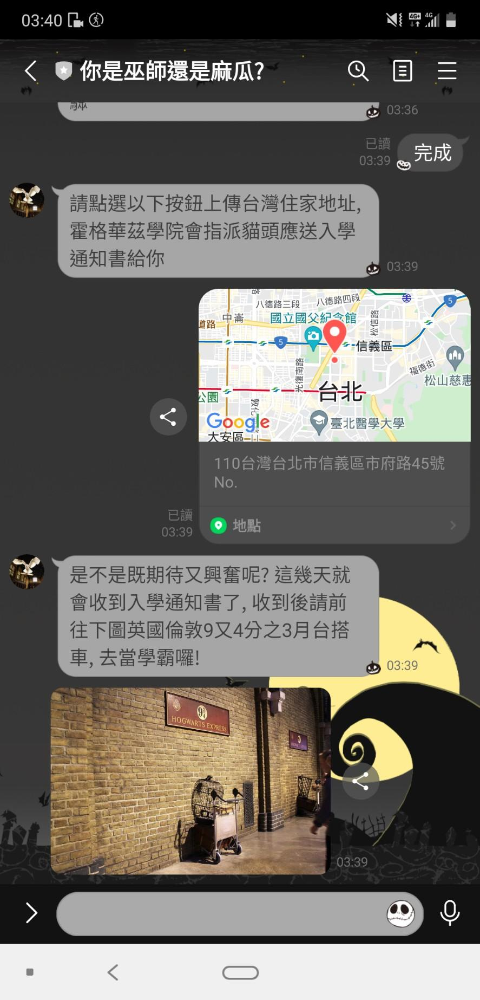 03:40
4G+ 4G
你是巫師還是麻瓜?
03:36
已讀
03:39
完成
請點選以下按鈕上傳台灣住家地址,
霍格華茲學院會指派貓頭應送入學
通知書給你
03:39
八德路三段
八德路四段
5
中崙
國立國父紀念館
松信路
道路
5
信義區
光復南路
福德街
松山慈惠
台北
公園
敦化
Google
臺北醫學大學
大安區
110台灣台北市信義區市府路45號
No.
已讀
03:39
地點
是不是既期待又興奮呢? 這幾天就
會收到入學通知書了, 收到後請前
往下圖英國倫敦9又4分之3月台搭
車, 去當學霸囉!
03:39
9¾
HOGWARTS EXPRESS
03:39